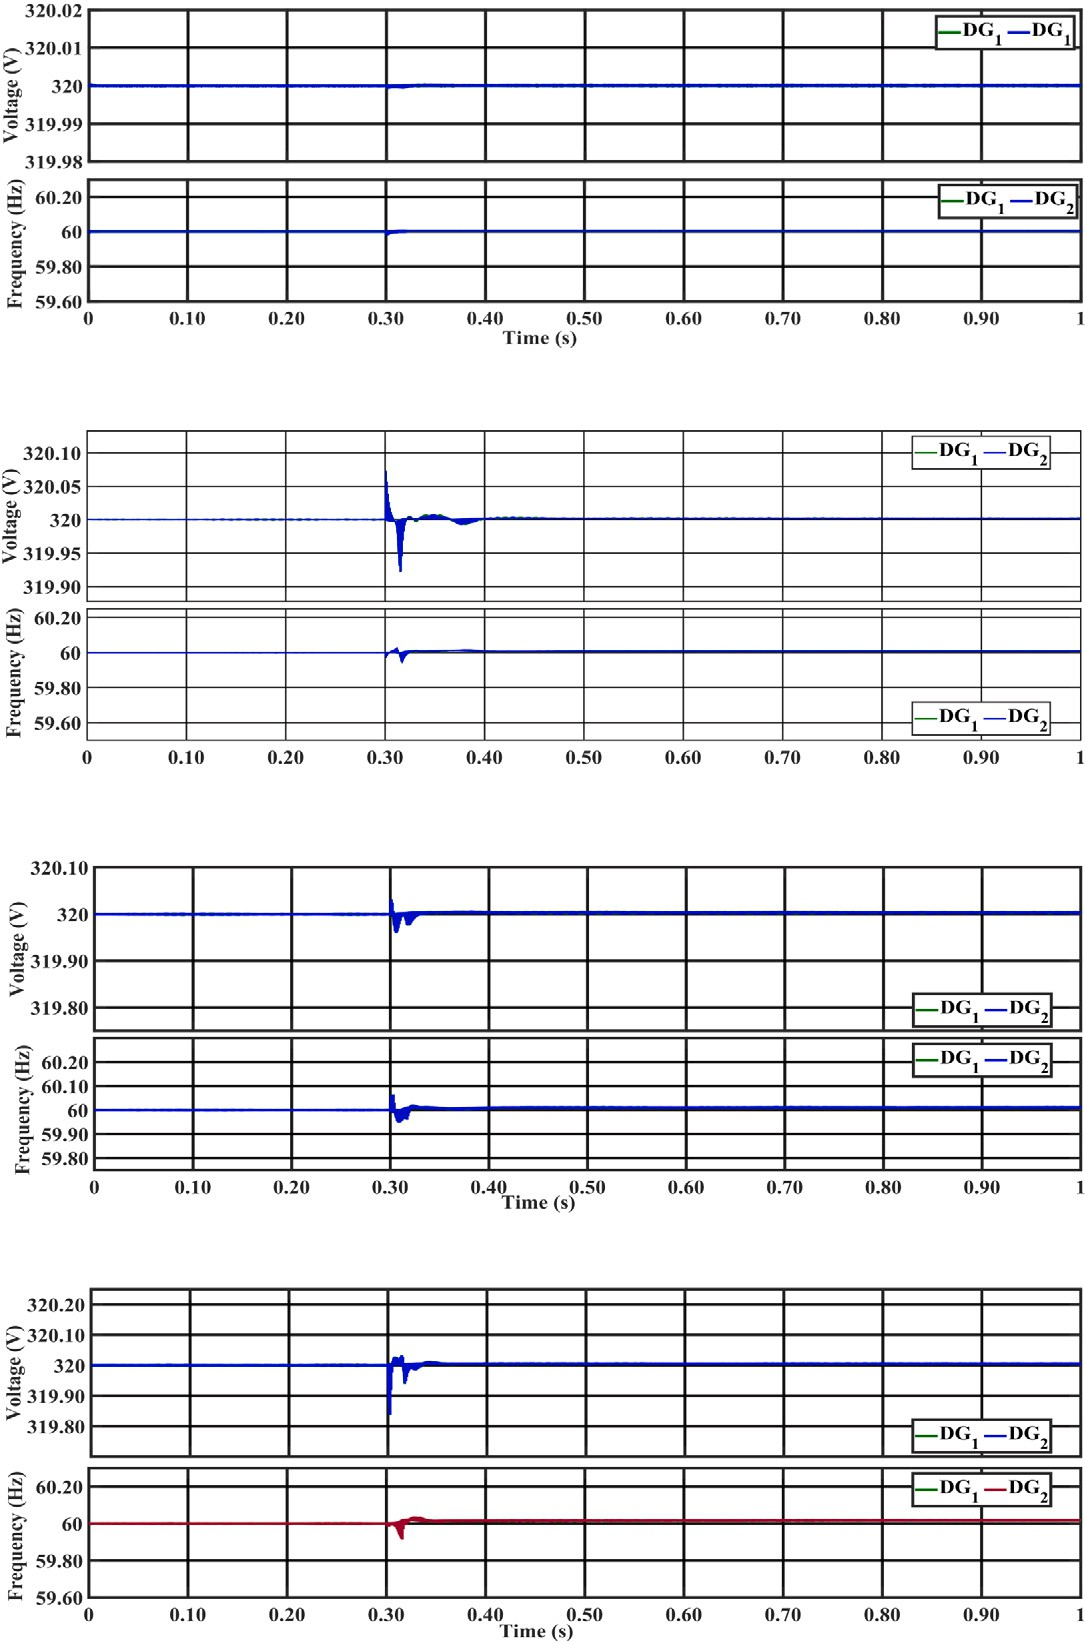 320.02
320.01
320
319.99
319.98
Voltage (V)
DG1 DG1
60.20
60
59.80
59.60
Frequency (Hz)
DG1 DG2
0 0.10 0.20 0.30 0.40 0.50 0.60 0.70 0.80 0.90 1
Time (s)
320.10
320.05
320
319.95
319.90
Voltage (V)
DG1 DG2
60.20
60
59.80
59.60
Frequency (Hz)
DG1 DG2
0 0.10 0.20 0.30 0.40 0.50 0.60 0.70 0.80 0.90 1
320.10
320
319.90
319.80
Voltage (V)
DG1 DG2
60.20
60.10
60
59.90
59.80
Frequency (Hz)
DG1 DG2
0 0.10 0.20 0.30 0.40 0.50 0.60 0.70 0.80 0.90 1
Time (s)
320.20
320.10
320
319.90
319.80
Voltage (V)
DG1 DG2
60.20
60
59.80
59.60
Frequency (Hz)
DG1 DG2
0 0.10 0.20 0.30 0.40 0.50 0.60 0.70 0.80 0.90 1
Time (s)